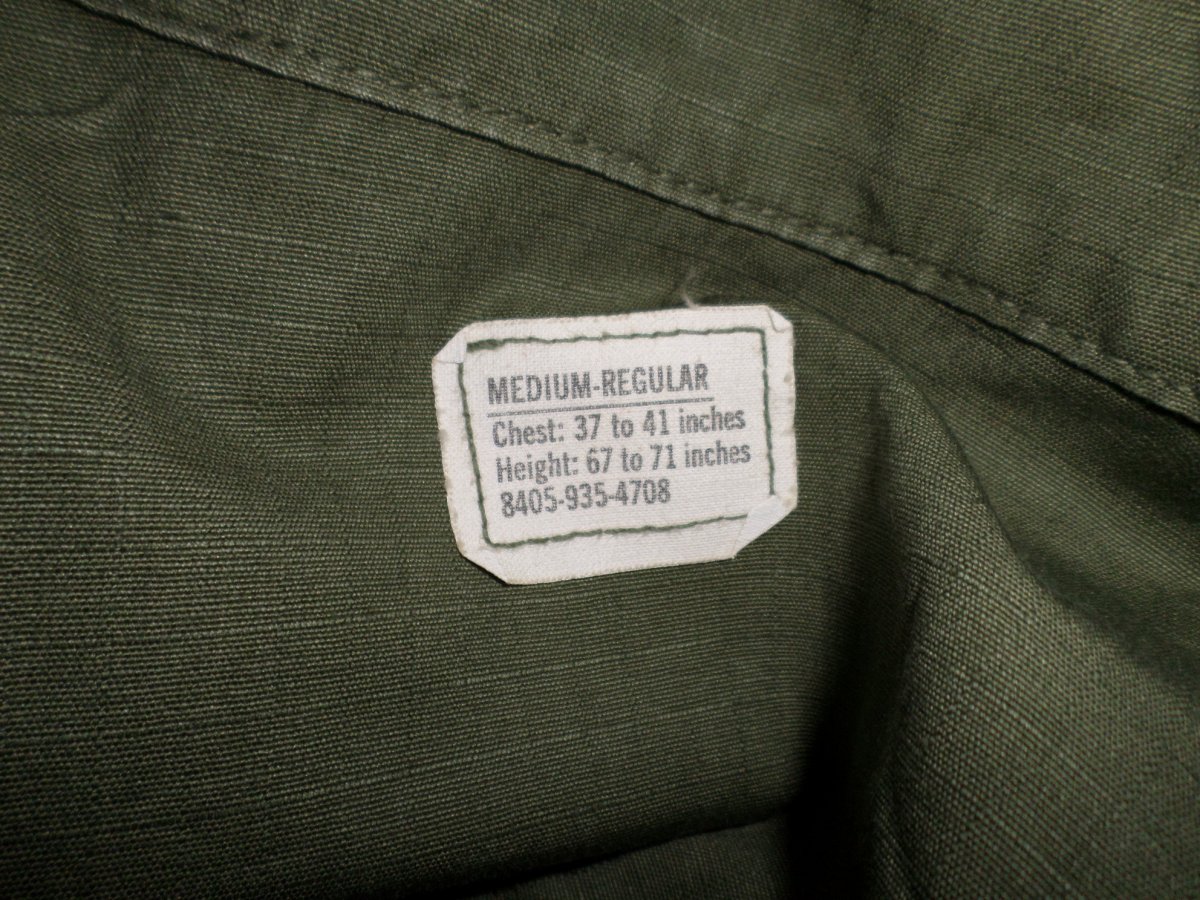 MEDIUM-REGULAR
Chest: 37 to 41 inches
Height: 67 to 71 inches
8405-935-4708